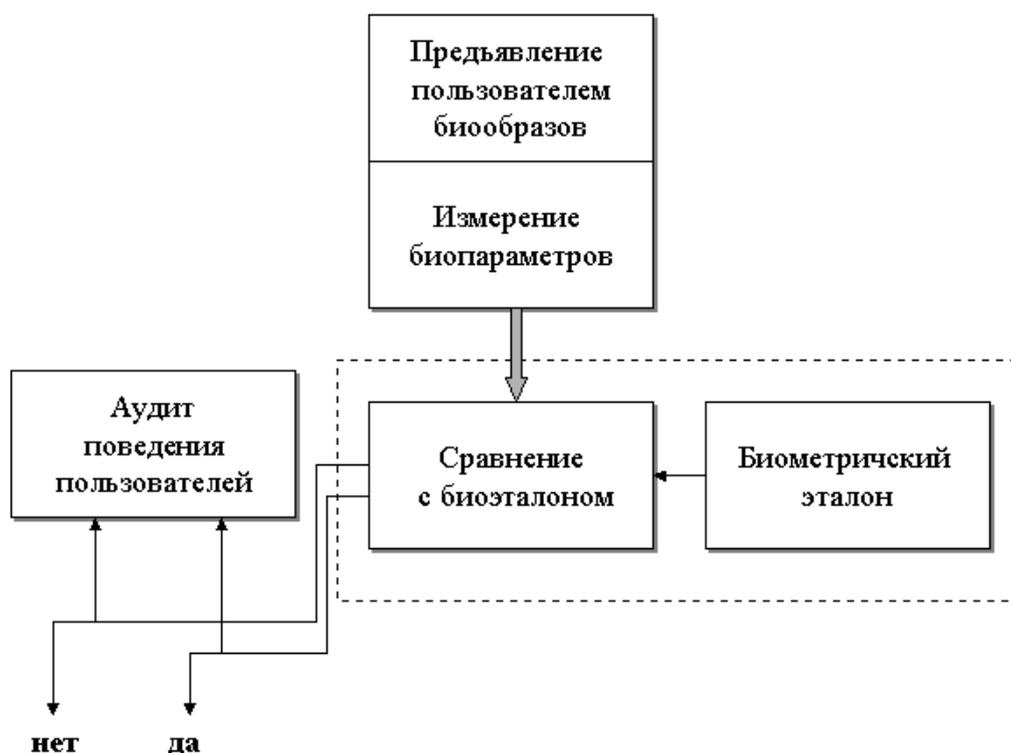 Предъявление
пользователем
биообразов
Измерение
биопараметров
Аудит
поведения
пользователей
Сравнение
с биоэталоном
Биометричский
эталон
нет
да